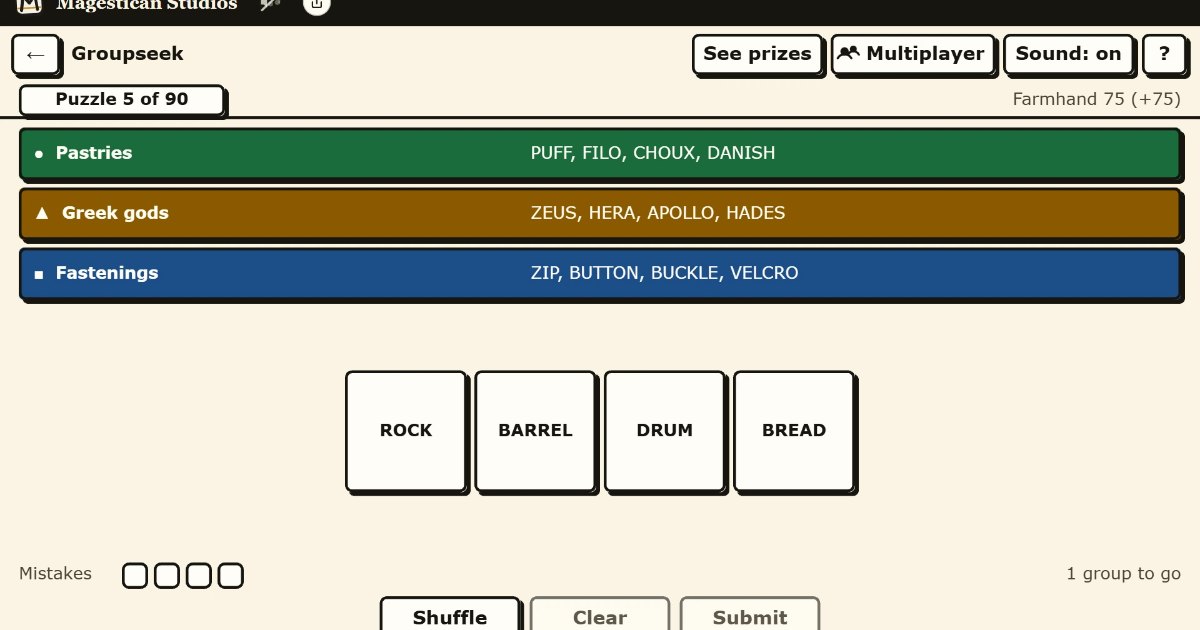 Magestican Studios
← Groupseek
See prizes
Multiplayer
Sound: on
?
Puzzle 5 of 90
Farmhand 75 (+75)
Pastries PUFF, FILO, CHOUX, DANISH
Greek gods ZEUS, HERA, APOLLO, HADES
Fastenings ZIP, BUTTON, BUCKLE, VELCRO
ROCK
BARREL
DRUM
BREAD
Mistakes
1 group to go
Shuffle
Clear
Submit